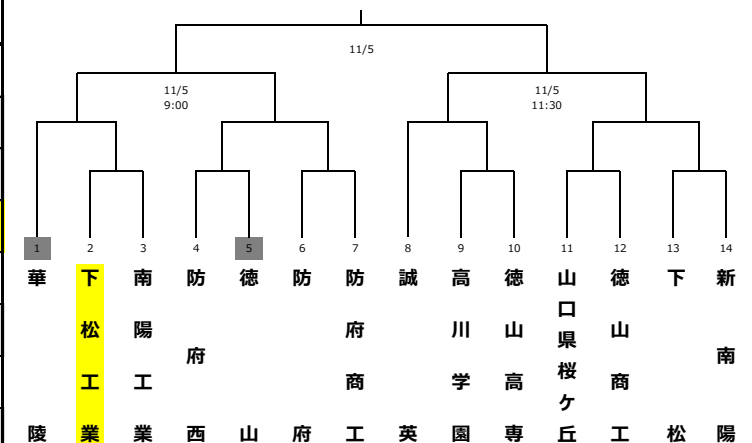 11/5
11/5
9:00
11/5
11:30
1 2 3 4 5 6 7 8 9 10 11 12 13 14
華陵
下松工業
南陽工業
防府西
徳山
防府
防府商工
誠英
高川学園
徳山高専
山口県桜ケ丘
徳山商工
下松
新南陽